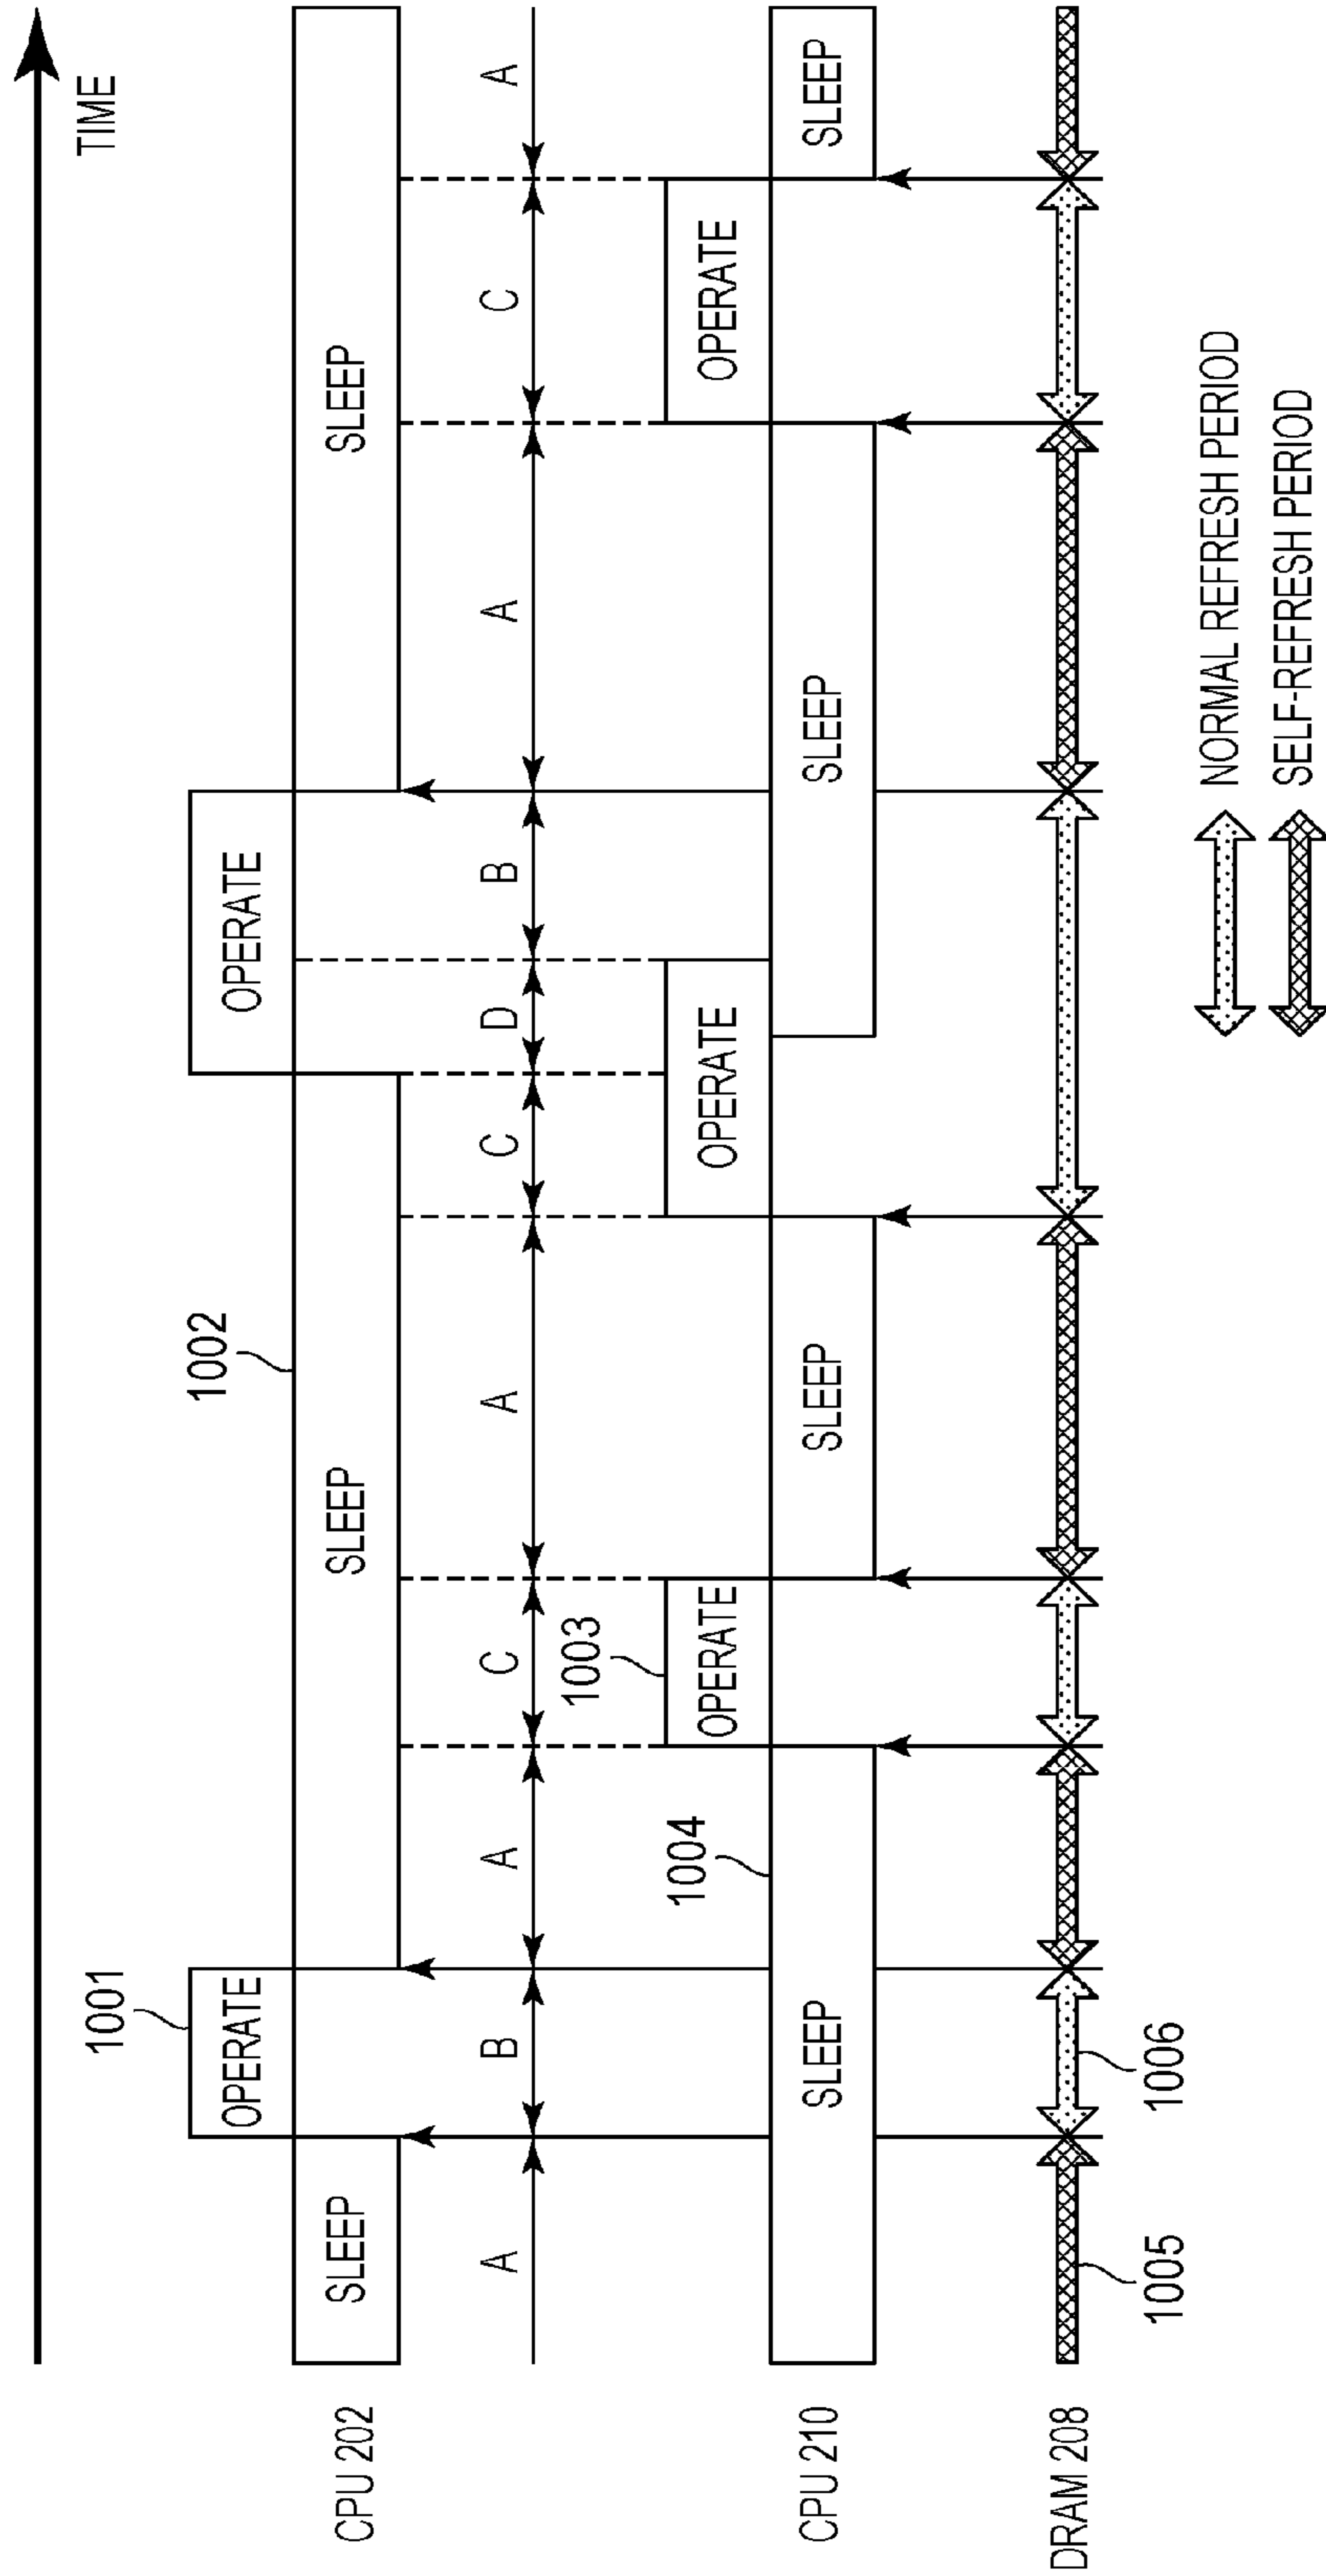 TIME
1001
OPERATE
OPERATE
1002
CPU 202
SLEEP
SLEEP
SLEEP
A
B
A
C
A
C
D
B
A
C
A
1003
1004
OPERATE
OPERATE
OPERATE
CPU 210
SLEEP
SLEEP
SLEEP
SLEEP
DRAM 208
1005
1006
NORMAL REFRESH PERIOD
SELF-REFRESH PERIOD